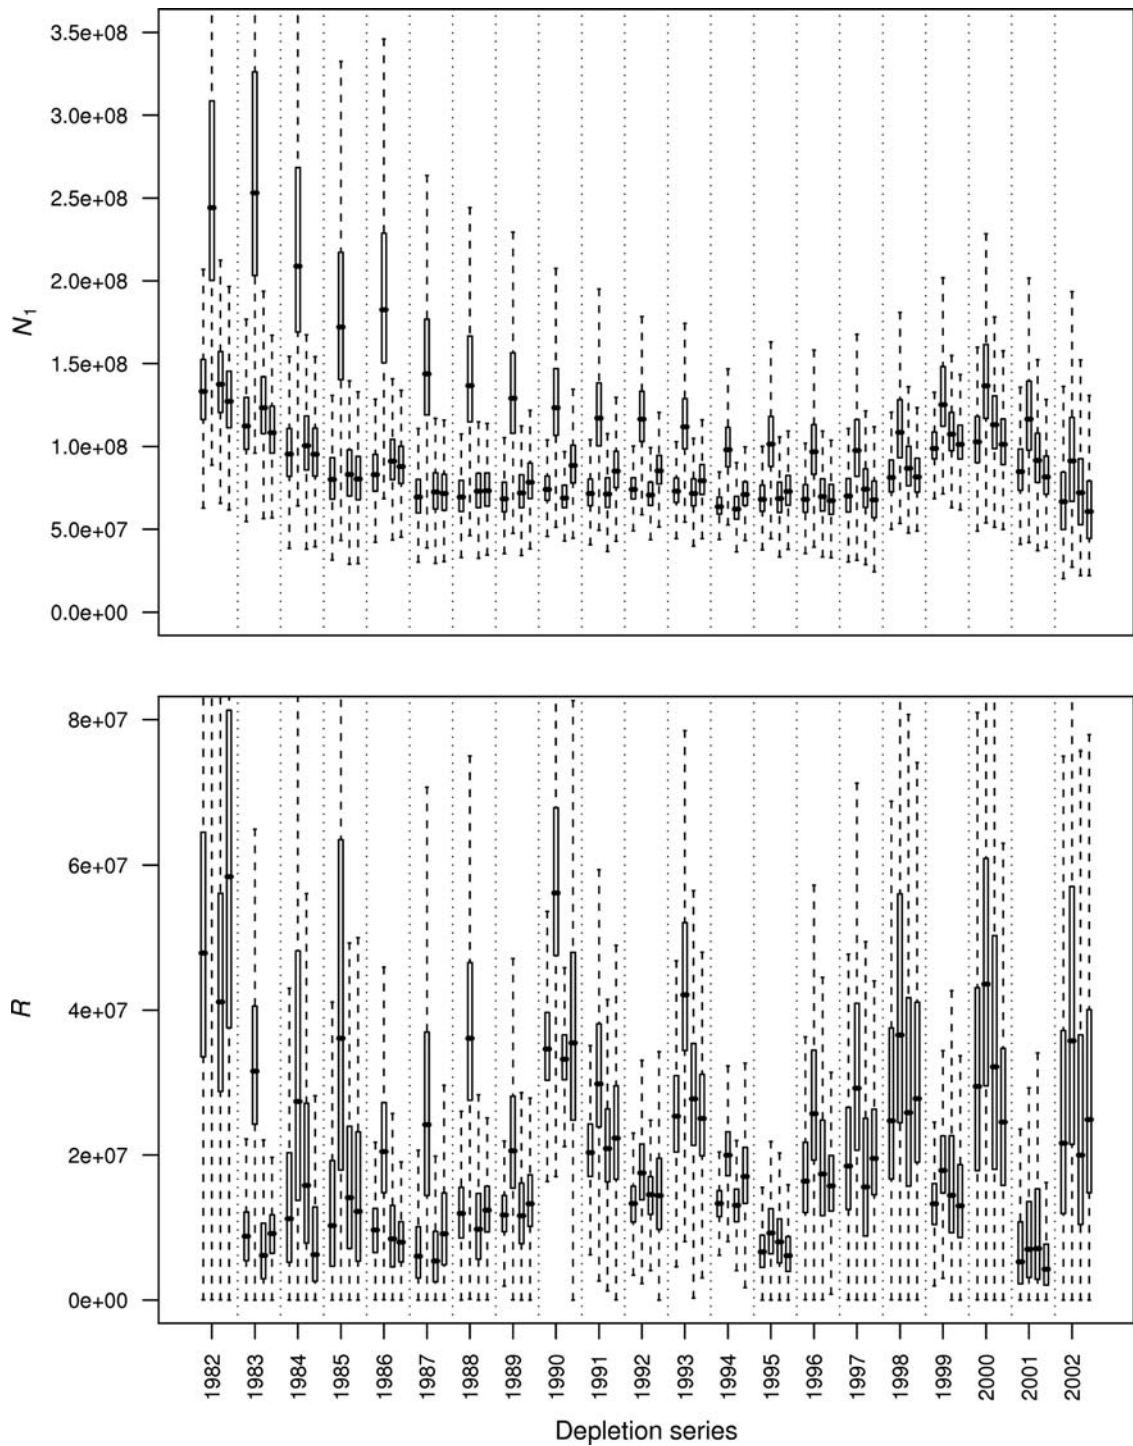 3.5e+08
3.0e+08
2.5e+08
2.0e+08
1.5e+08
1.0e+08
5.0e+07
0.0e+00
N₁
8e+07
6e+07
4e+07
2e+07
0e+00
R
1982 1983 1984 1985 1986 1987 1988 1989 1990 1991 1992 1993 1994 1995 1996 1997 1998 1999 2000 2001 2002
Depletion series